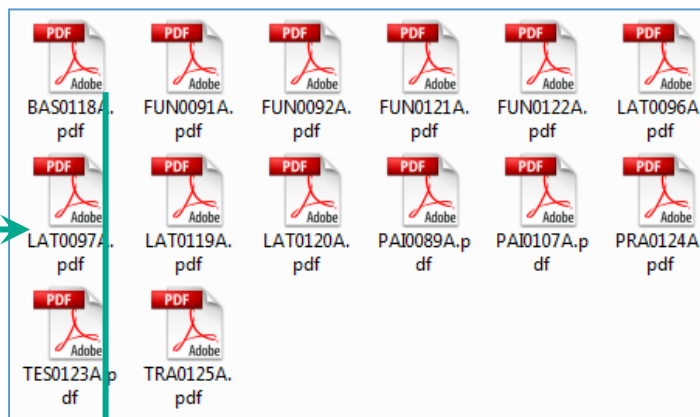 PDF PDF PDF PDF PDF PDF
Adobe Adobe Adobe Adobe Adobe Adobe
BAS0118A. FUN0091A. FUN0092A. FUN0121A. FUN0122A. LAT0096A
pdf pdf pdf pdf pdf pdf
PDF PDF PDF PDF PDF PDF
Adobe Adobe Adobe Adobe Adobe Adobe
LAT0097A. LAT0119A. LAT0120A. PAI0089A.p PAI0107A.p PRA0124A
pdf pdf pdf df df pdf
PDF PDF
Adobe Adobe
TES0123A.p TRA0125A.
df pdf